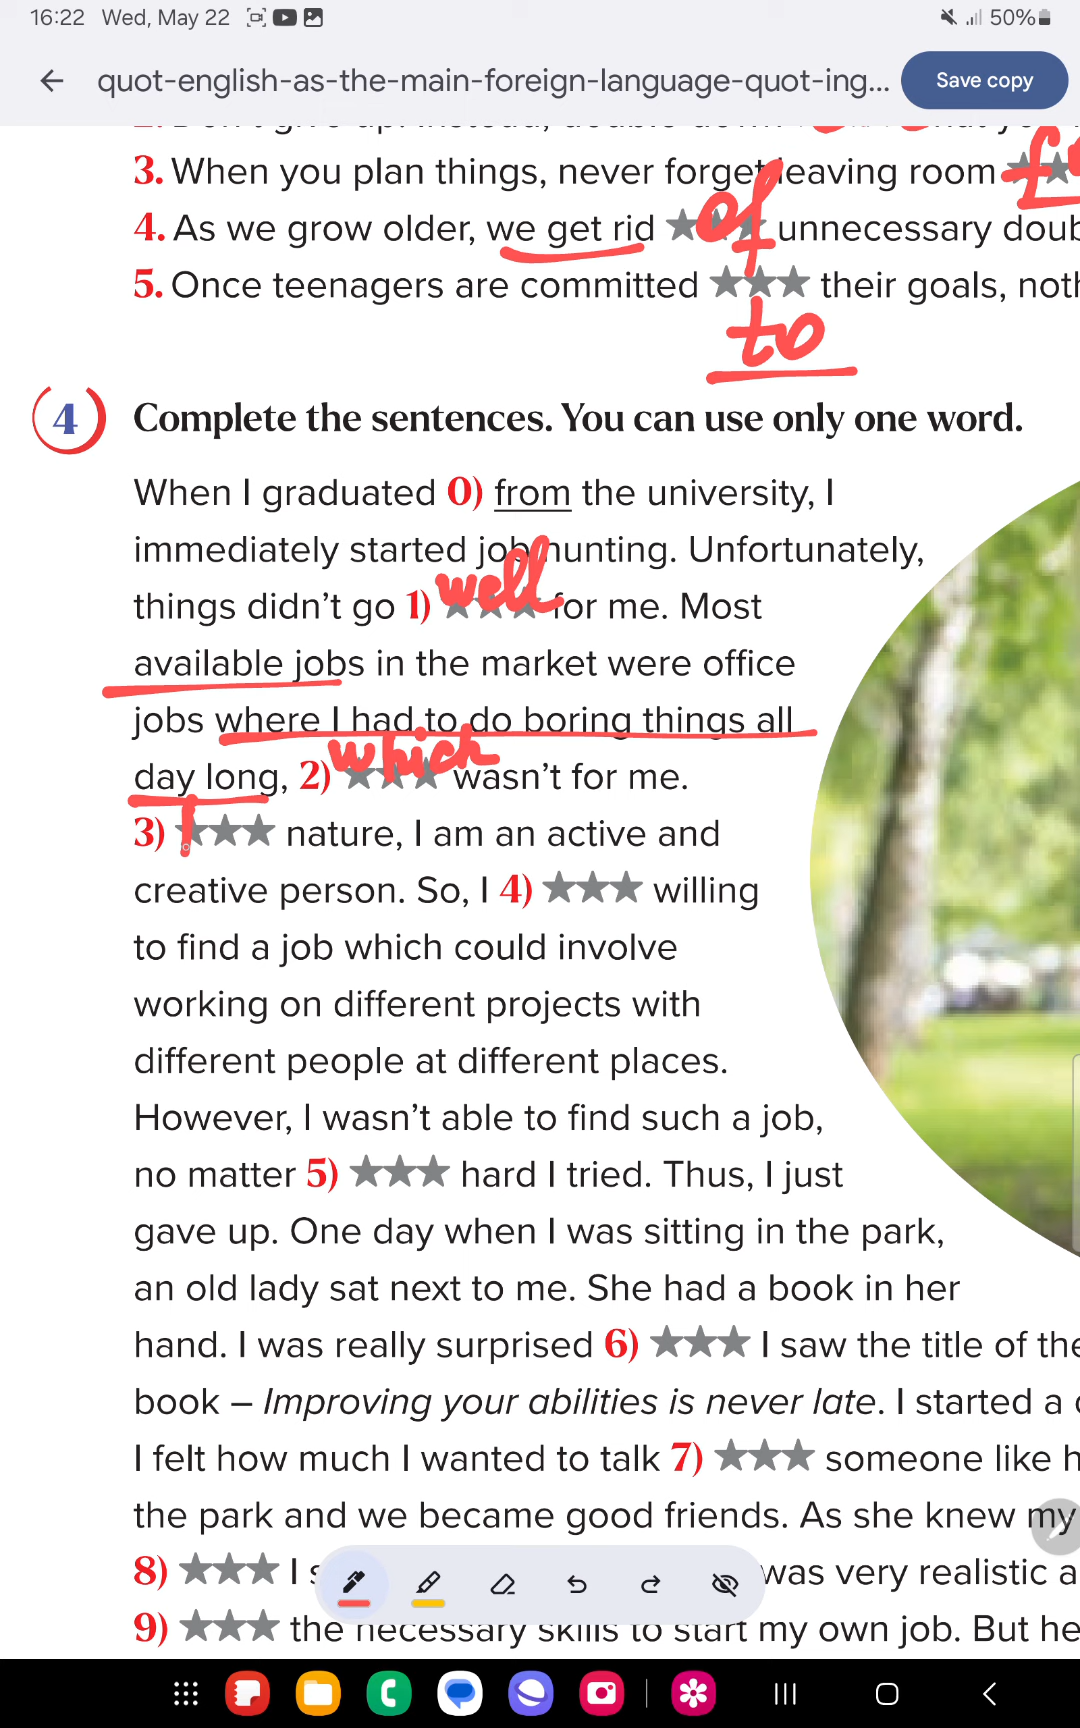 16:22 Wed, May 22 50%
quot-english-as-the-main-foreign-language-quot-ing... Save copy
3. When you plan things, never forget leaving room
4. As we grow older, we get rid of unnecessary doub
5. Once teenagers are committed ★★★ their goals, noth
to
4 Complete the sentences. You can use only one word.
When I graduated 0) from the university, I
immediately started job hunting. Unfortunately,
things didn't go 1) well for me. Most
available jobs in the market were office
jobs where I had to do boring things all
day long, 2) which wasn't for me.
3) ★★★ nature, I am an active and
creative person. So, I 4) ★★★ willing
to find a job which could involve
working on different projects with
different people at different places.
However, I wasn't able to find such a job,
no matter 5) ★★★ hard I tried. Thus, I just
gave up. One day when I was sitting in the park,
an old lady sat next to me. She had a book in her
hand. I was really surprised 6) ★★★ I saw the title of the
book – Improving your abilities is never late. I started a
I felt how much I wanted to talk 7) ★★★ someone like h
the park and we became good friends. As she knew my
8) ★★★ I was very realistic a
9) ★★★ the necessary skills to start my own job. But he